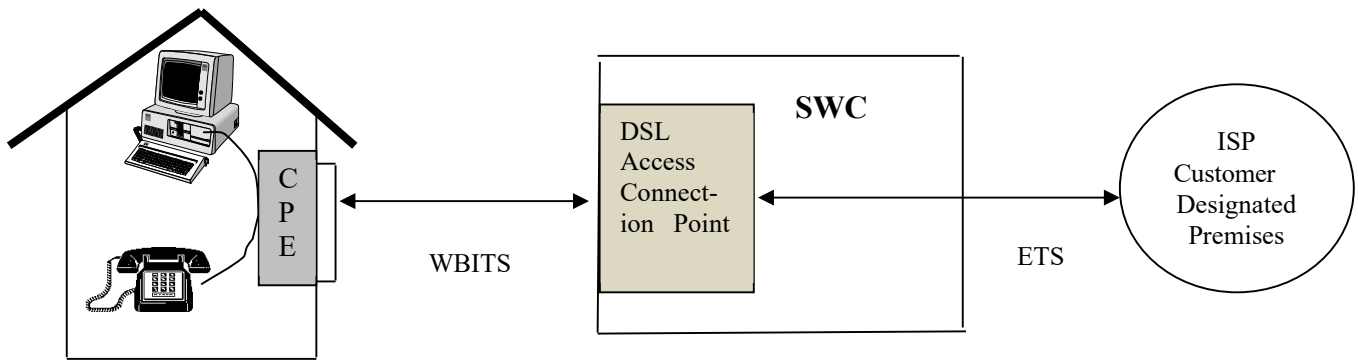 C
P
E
WBITS
DSL
Access
Connect-
ion Point
SWC
ETS
ISP
Customer
Designated
Premises